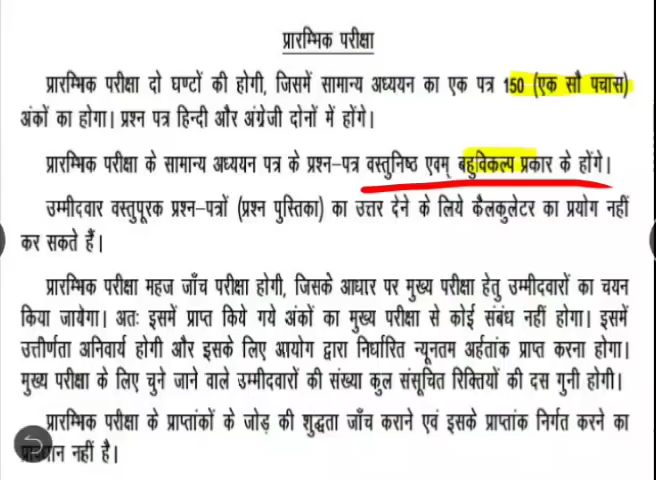 प्रारम्भिक परीक्षा
प्रारम्भिक परीक्षा दो घण्टों की होगी, जिसमें सामान्य अध्ययन का एक पत्र 150 (एक सौ पचास)
अंकों का होगा। प्रश्न पत्र हिन्दी और अंग्रेजी दोनों में होंगे।
प्रारम्भिक परीक्षा के सामान्य अध्ययन पत्र के प्रश्न-पत्र वस्तुनिष्ठ एवम् बहुविकल्प प्रकार के होंगे।
उम्मीदवार वस्तुपूरक प्रश्न-पत्रों (प्रश्न पुस्तिका) का उत्तर देने के लिये कैलकुलेटर का प्रयोग नहीं
कर सकते हैं।
प्रारम्भिक परीक्षा महज जाँच परीक्षा होगी, जिसके आधार पर मुख्य परीक्षा हेतु उम्मीदवारों का चयन
किया जायेगा। अतः इसमें प्राप्त किये गये अंकों का मुख्य परीक्षा से कोई संबंध नहीं होगा। इसमें
उत्तीर्णता अनिवार्य होगी और इसके लिए आयोग द्वारा निर्धारित न्यूनतम अर्हतांक प्राप्त करना होगा।
मुख्य परीक्षा के लिए चुने जाने वाले उम्मीदवारों की संख्या कुल संसूचित रिक्तियों की दस गुनी होगी।
प्रारम्भिक परीक्षा के प्राप्तांकों के जोड़ की शुद्धता जाँच कराने एवं इसके प्राप्तांक निर्गत करने का
प्रावधान नहीं है।